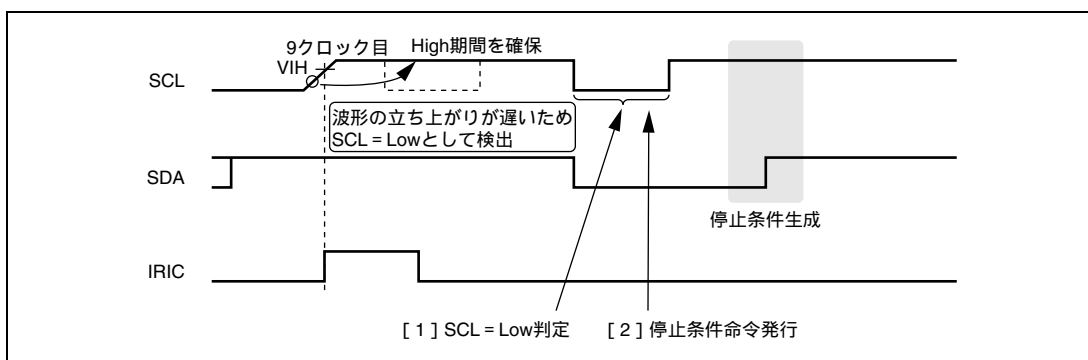 9クロック目
High期間を確保
VIH
SCL
波形の立ち上がりが遅いため
SCL = Lowとして検出
SDA
停止条件生成
IRIC
[ 1 ] SCL = Low判定
[ 2 ] 停止条件命令発行